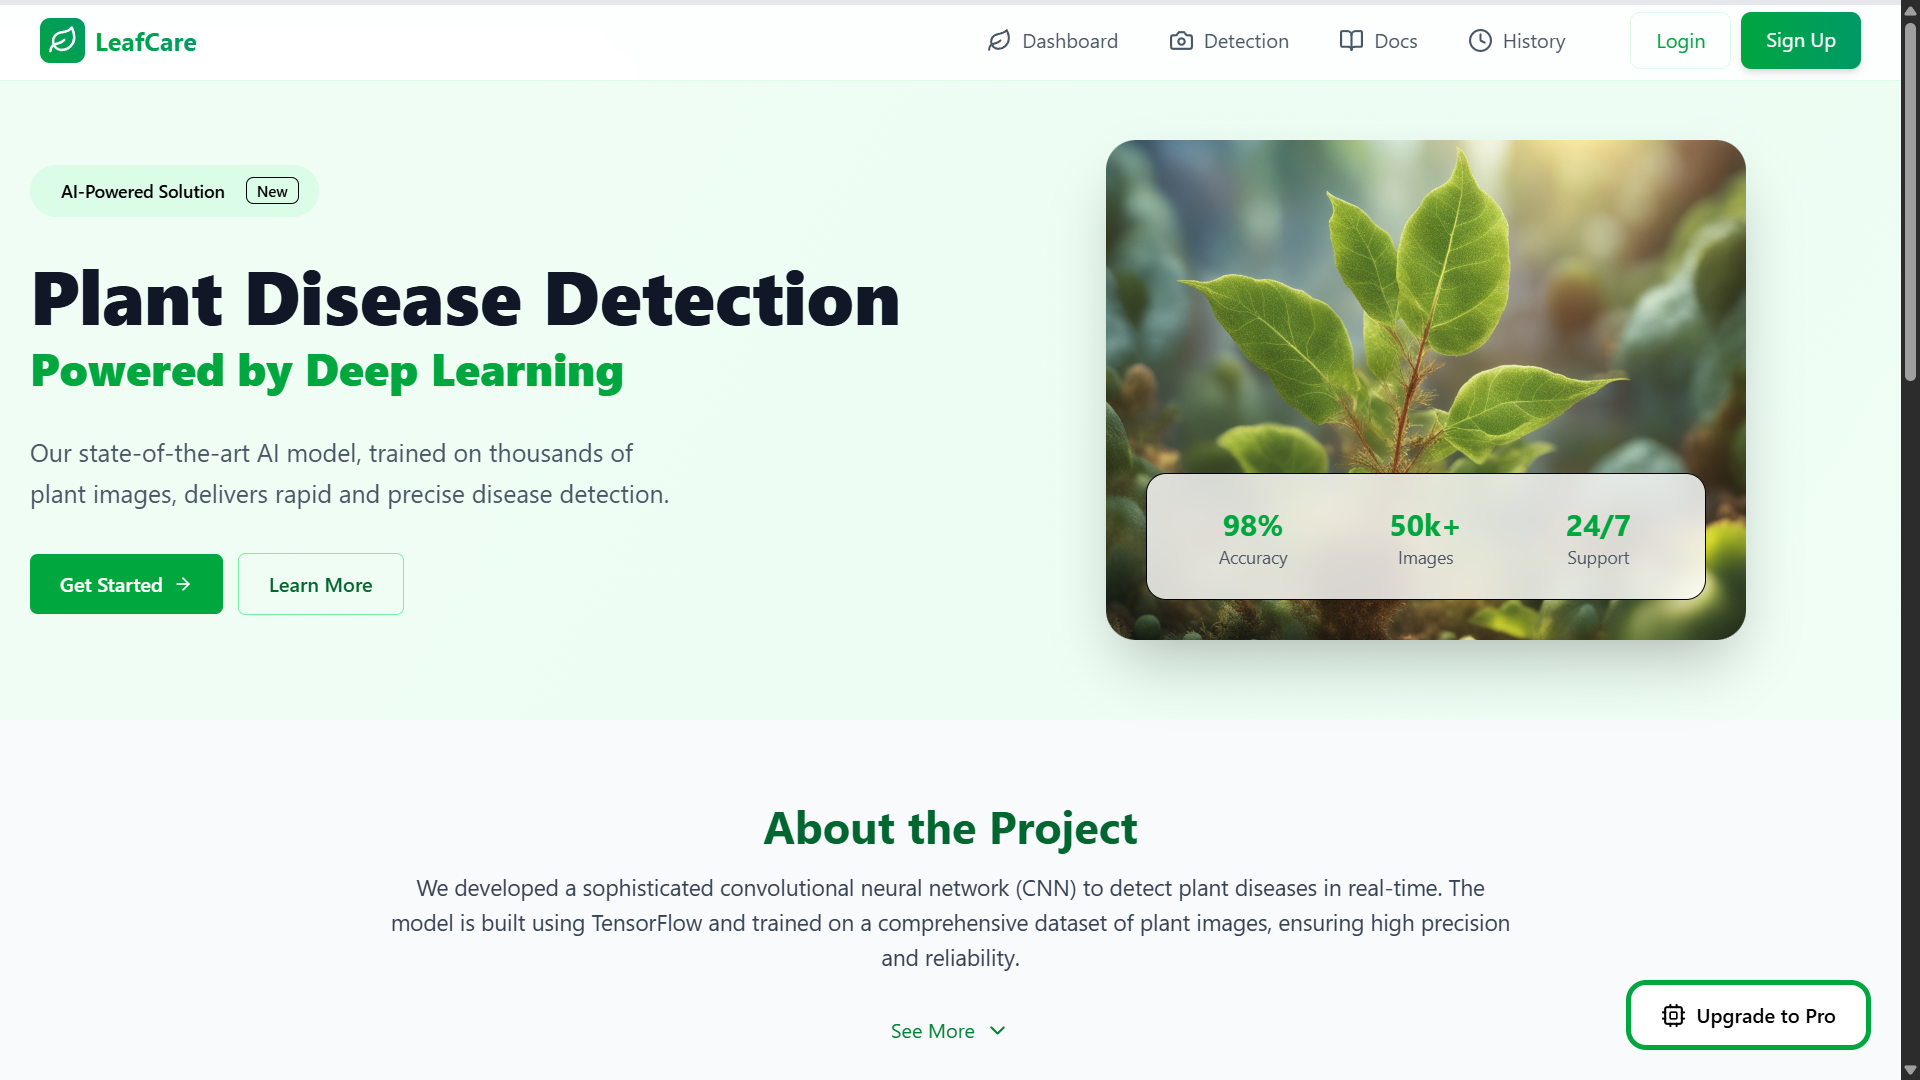 LeafCare
Dashboard
Detection
Docs
History
Login
Sign Up
AI-Powered Solution
New
Plant Disease Detection
Powered by Deep Learning
Our state-of-the-art AI model, trained on thousands of
plant images, delivers rapid and precise disease detection.
Get Started
Learn More
98%
Accuracy
50k+
Images
24/7
Support
About the Project
We developed a sophisticated convolutional neural network (CNN) to detect plant diseases in real-time. The
model is built using TensorFlow and trained on a comprehensive dataset of plant images, ensuring high precision
and reliability.
See More
Upgrade to Pro